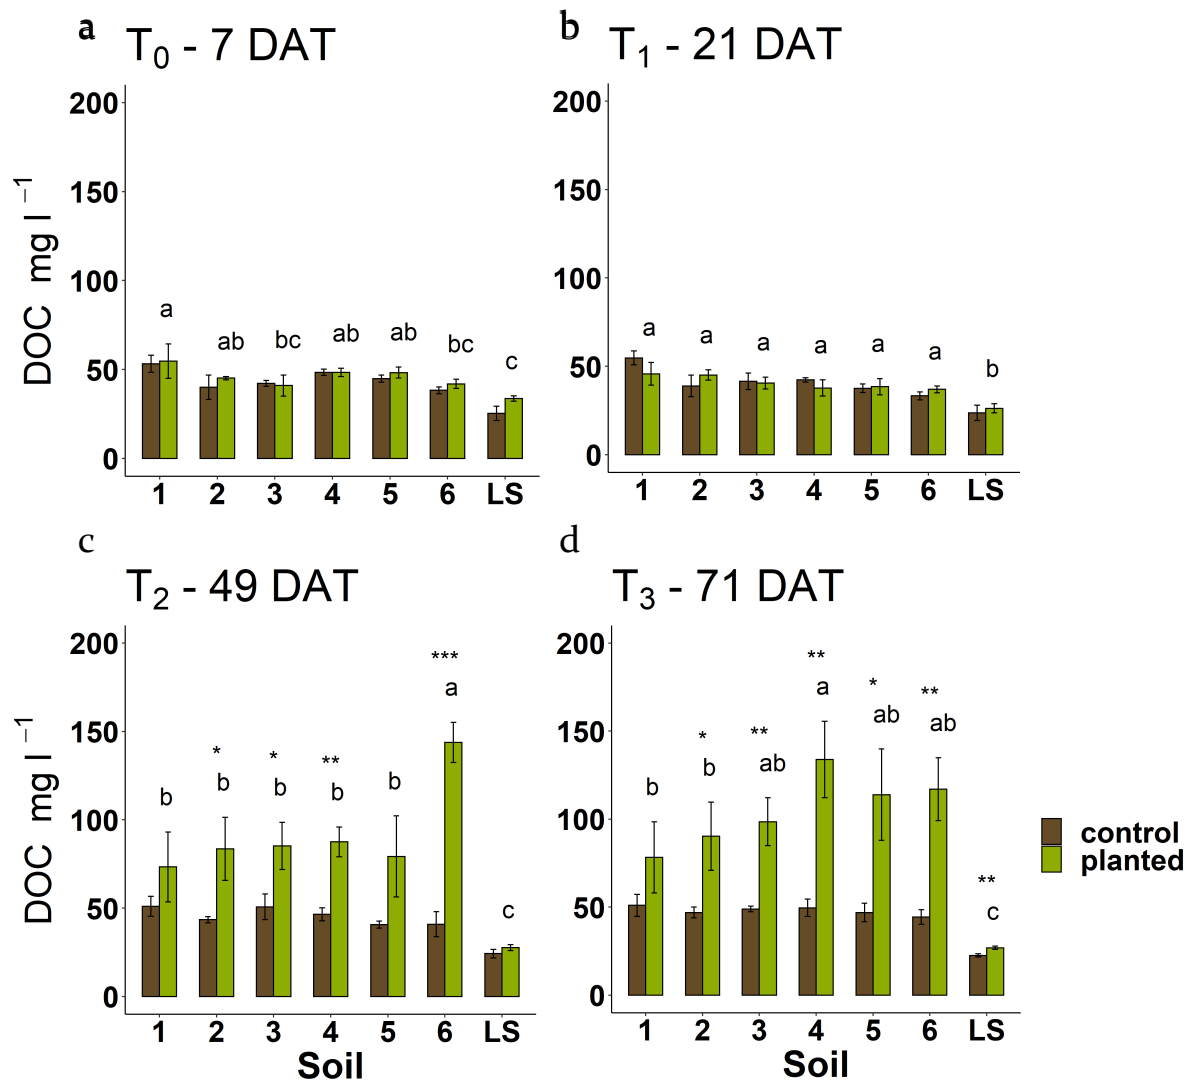 a
T0 - 7 DAT
DOC mg l −1
200
150
100
50
0
a
ab
bc
ab
ab
bc
c
1 2 3 4 5 6 LS
b
T1 - 21 DAT
200
150
100
50
0
a
a
a
a
a
a
b
1 2 3 4 5 6 LS
c
T2 - 49 DAT
DOC mg l −1
200
150
100
50
0
b
*
b
*
b
**
b
b
***
a
c
1 2 3 4 5 6 LS
Soil
d
T3 - 71 DAT
200
150
100
50
0
b
*
b
**
ab
**
a
*
ab
**
ab
**
c
1 2 3 4 5 6 LS
Soil
control
planted